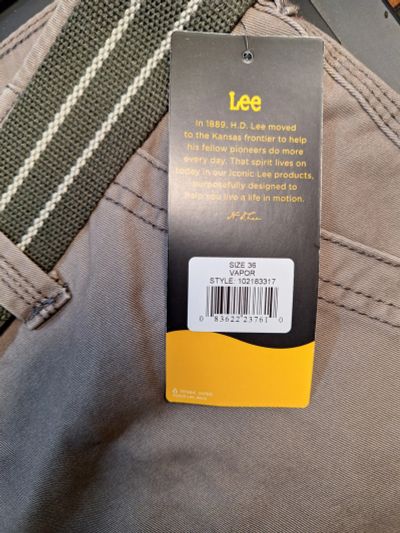 Lee
In 1889, H.D. Lee moved
to the Kansas frontier to help
his fellow pioneers do more
every day. That spirit lives on
today in our iconic Lee products,
purposefully designed to
help you live a life in motion.
H. D. Lee
SIZE 36
VAPOR
STYLE: 102183317
0 83622 23761 0